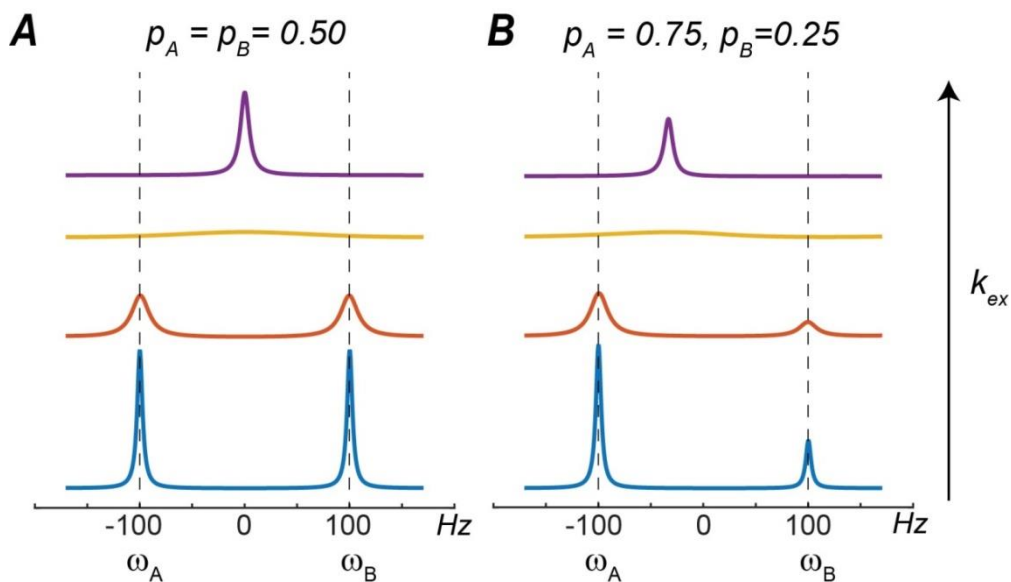 A
p_A = p_B = 0.50
B
p_A = 0.75, p_B=0.25
k_ex
-100 0 100 Hz
ω_A ω_B
-100 0 100 Hz
ω_A ω_B